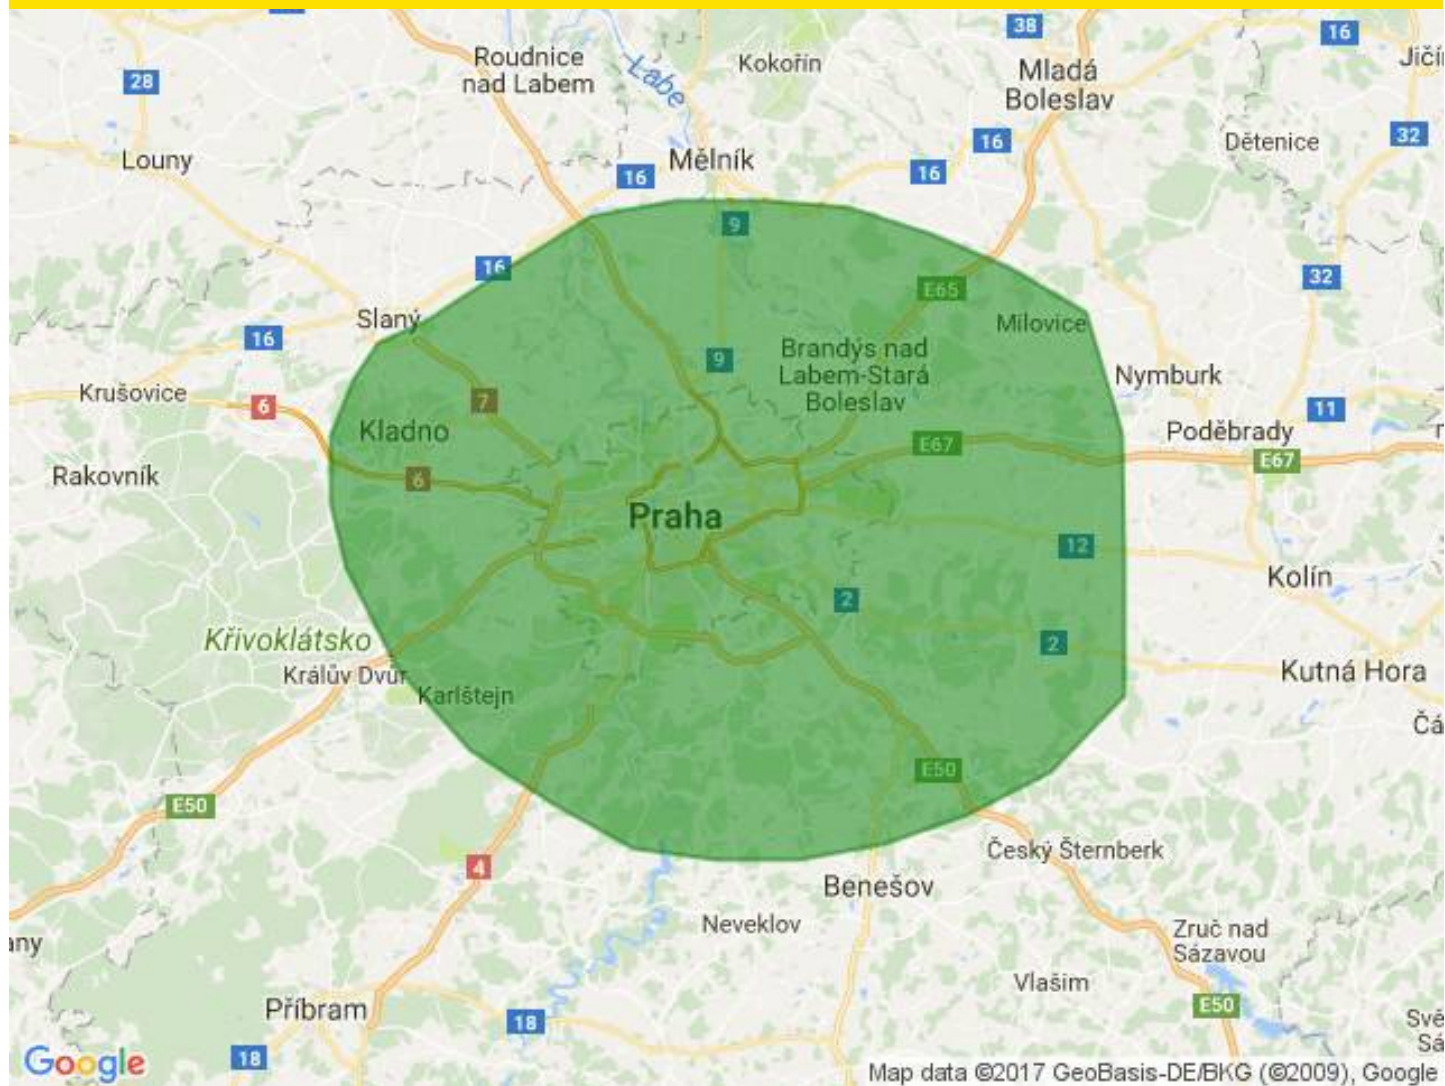 38
16
Jičí
Roudnice
nad Labem
Labe
Kokořín
Mladá
Boleslav
28
16
32
Dětenice
Louny
Mělník
16
16
9
16
32
E65
Slaný
Milovice
16
9
Brandýs nad
Labem-Stará
Boleslav
Nymburk
Krušovice
6
7
11
Kladno
Poděbrady
E67
E67
Rakovník
6
Praha
12
Kolín
2
Křivoklátsko
2
Králův Dvůr
Karlštejn
Kutná Hora
Čá
E50
E50
4
Český Šternberk
Benešov
Neveklov
any
Zruč nad
Sázavou
Vlašim
Příbram
18
E50
Své
Sá
18
Google
Map data ©2017 GeoBasis-DE/BKG (©2009), Google